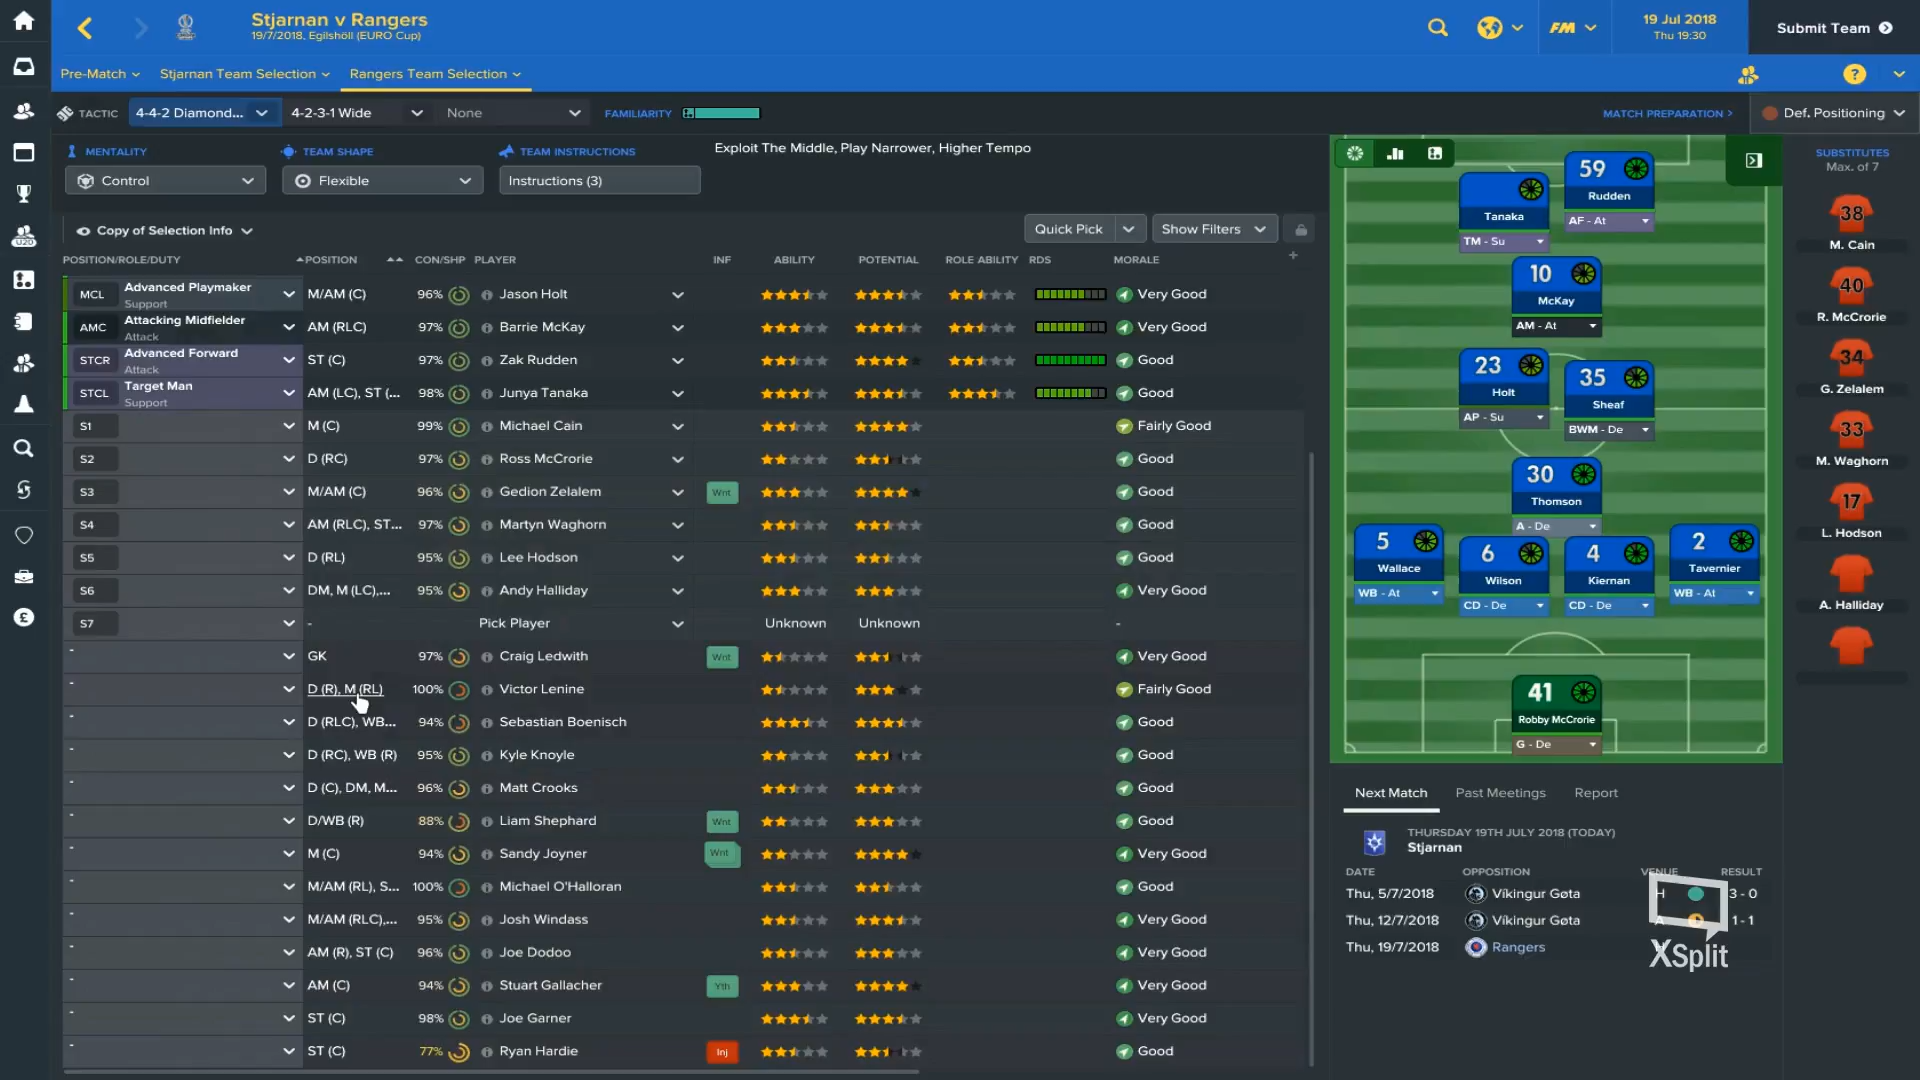 Stjarnan v Rangers
19/7/2018, Egilshöll (EURO Cup)
FM
19 Jul 2018
Thu 19:30
Submit Team
Pre-Match
Stjarnan Team Selection
Rangers Team Selection
?
TACTIC
4-4-2 Diamond...
4-2-3-1 Wide
None
FAMILIARITY
MATCH PREPARATION >
Def. Positioning
MENTALITY
TEAM SHAPE
TEAM INSTRUCTIONS
Exploit The Middle, Play Narrower, Higher Tempo
Control
Flexible
Instructions (3)
Copy of Selection Info
Quick Pick
Show Filters
POSITION/ROLE/DUTY POSITION CON/SHP PLAYER INF ABILITY POTENTIAL ROLE ABILITY RDS MORALE
MCL Advanced Playmaker Support M/AM (C) 96% Jason Holt Very Good
AMC Attacking Midfielder Attack AM (RLC) 97% Barrie McKay Very Good
STCR Advanced Forward Attack ST (C) 97% Zak Rudden Good
STCL Target Man Support AM (LC), ST (... 98% Junya Tanaka Good
S1 M (C) 99% Michael Cain Fairly Good
S2 D (RC) 97% Ross McCrorie Good
S3 M/AM (C) 96% Gedion Zelalem Wnt Good
S4 AM (RLC), ST... 97% Martyn Waghorn Good
S5 D (RL) 95% Lee Hodson Good
S6 DM, M (LC),... 95% Andy Halliday Very Good
S7 - Pick Player Unknown Unknown -
- GK 97% Craig Ledwith Wnt Very Good
- D (R), M (RL) 100% Victor Lenine Fairly Good
- D (RLC), WB... 94% Sebastian Boenisch Good
- D (RC), WB (R) 95% Kyle Knoyle Good
- D (C), DM, M... 96% Matt Crooks Good
- D/WB (R) 88% Liam Shephard Wnt Good
- M (C) 94% Sandy Joyner Wnt Very Good
- M/AM (RL), S... 100% Michael O'Halloran Good
- M/AM (RLC),... 95% Josh Windass Very Good
- AM (R), ST (C) 96% Joe Dodoo Very Good
- AM (C) 94% Stuart Gallacher Yth Very Good
- ST (C) 98% Joe Garner Very Good
- ST (C) 77% Ryan Hardie Inj Good
Tanaka
TM - Su
59
Rudden
AF - At
10
McKay
AM - At
23
Holt
AP - Su
35
Sheaf
BWM - De
30
Thomson
A - De
5
Wallace
WB - At
6
Wilson
CD - De
4
Kiernan
CD - De
2
Tavernier
WB - At
41
Robby McCrorie
G - De
SUBSTITUTES
Max. of 7
38
M. Cain
40
R. McCrorie
34
G. Zelalem
33
M. Waghorn
17
L. Hodson
A. Halliday
Next Match
Past Meetings
Report
THURSDAY 19TH JULY 2018 (TODAY)
Stjarnan
DATE OPPOSITION VENUE RESULT
Thu, 5/7/2018 Víkingur Gøta H 3 - 0
Thu, 12/7/2018 Víkingur Gøta A 1 - 1
Thu, 19/7/2018 Rangers
XSplit
U20